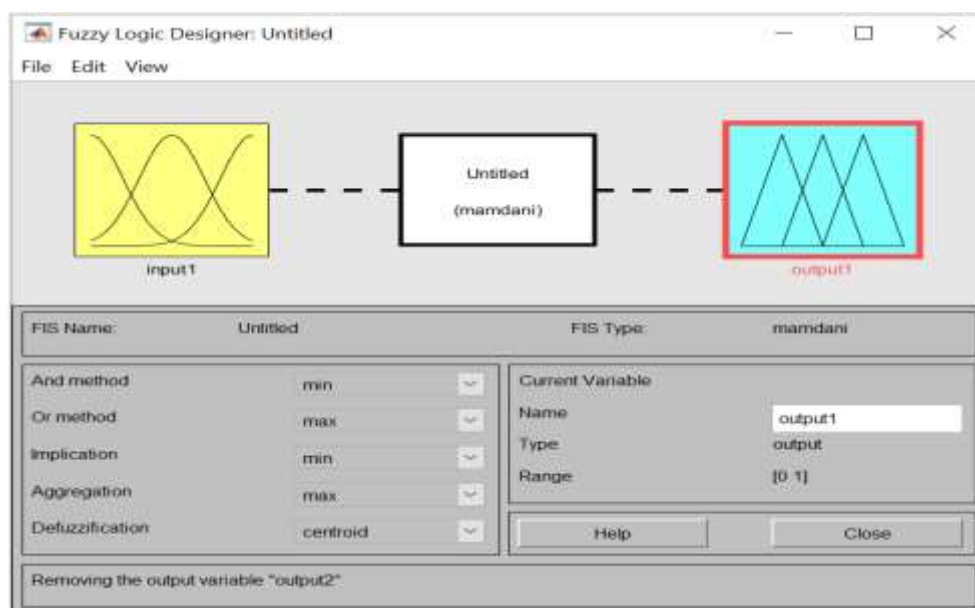 Fuzzy Logic Designer: Untitled
File Edit View
Untitled
(mamdani)
input1
output1
FIS Name: Untitled
FIS Type: mamdani
And method min
Or method max
Implication min
Aggregation max
Defuzzification centroid
Current Variable
Name output1
Type output
Range [0 1]
Help
Close
Removing the output variable "output2"